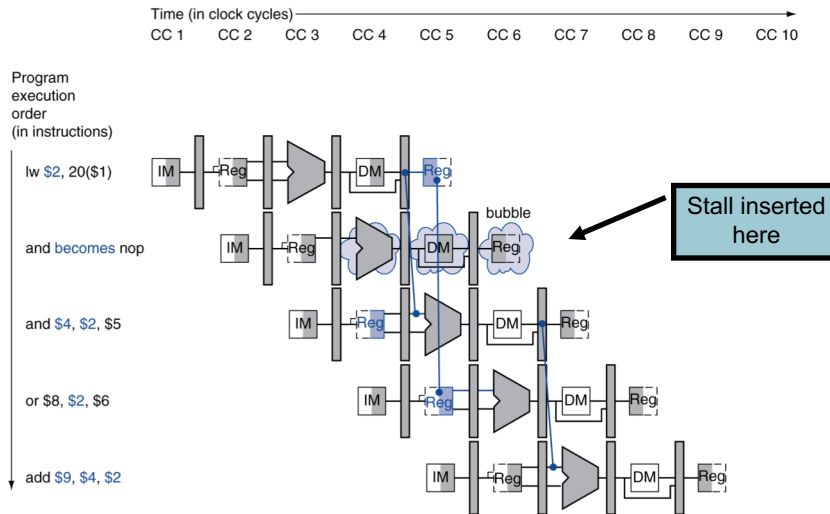 Time (in clock cycles)
CC 1 CC 2 CC 3 CC 4 CC 5 CC 6 CC 7 CC 8 CC 9 CC 10
Program
execution
order
(in instructions)
lw $2, 20($1)
IM Reg DM Reg
bubble
Stall inserted
here
and becomes nop
IM Reg DM Reg
and $4, $2, $5
IM Reg DM Reg
or $8, $2, $6
IM Reg DM Reg
add $9, $4, $2
IM Reg DM Reg